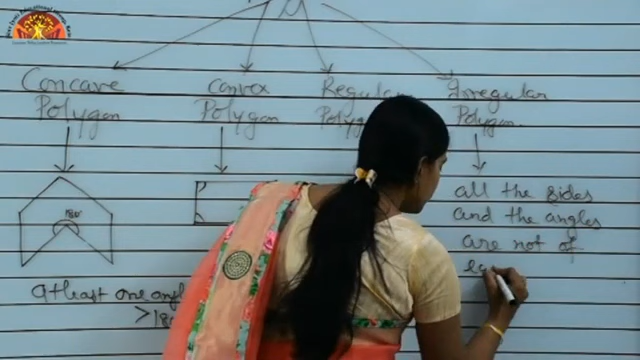 Concave Polygon
Convex Polygon
Regular
Irregular Polygon
180°
Atleast one angle
>180
all the sides
and the angles
are not of